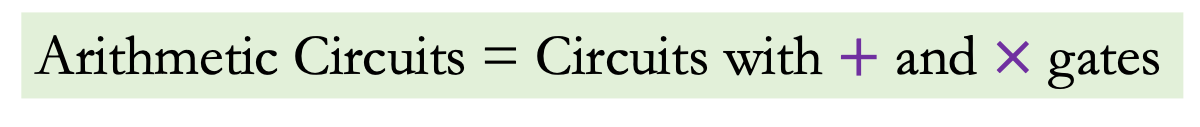 Arithmetic Circuits = Circuits with + and × gates